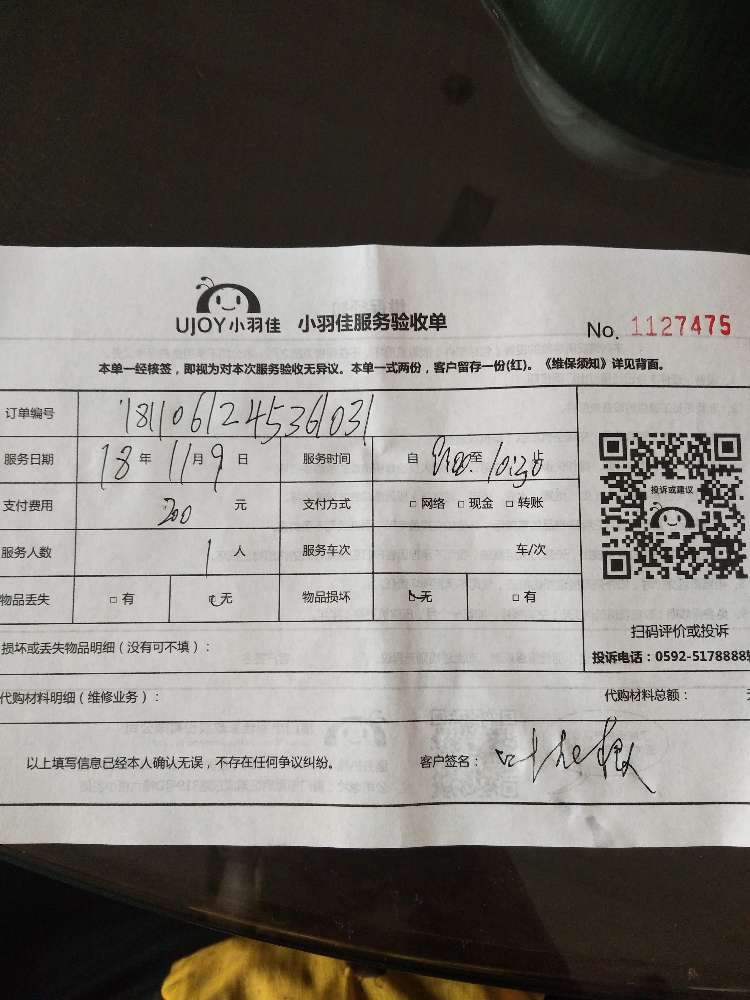 UJOY小羽佳 小羽佳服务验收单 No. 1127475
本单一经核签，即视为对本次服务验收无异议。本单一式两份，客户留存一份(红)。《维保须知》详见背面。
订单编号 1811061245361031
服务日期 18 年 11 月 9 日 服务时间 自 至 10:30 止
支付费用 200 元 支付方式 □ 网络 □ 现金 □ 转账
服务人数 1 人 服务车次 车/次
物品丢失 □ 有 □ 无 物品损坏 □ 无 □ 有
投诉或建议
扫码评价或投诉
投诉电话：0592-5178888
损坏或丢失物品明细（没有可不填）：
代购材料明细（维修业务）： 代购材料总额：
以上填写信息已经本人确认无误，不存在任何争议纠纷。 客户签名：